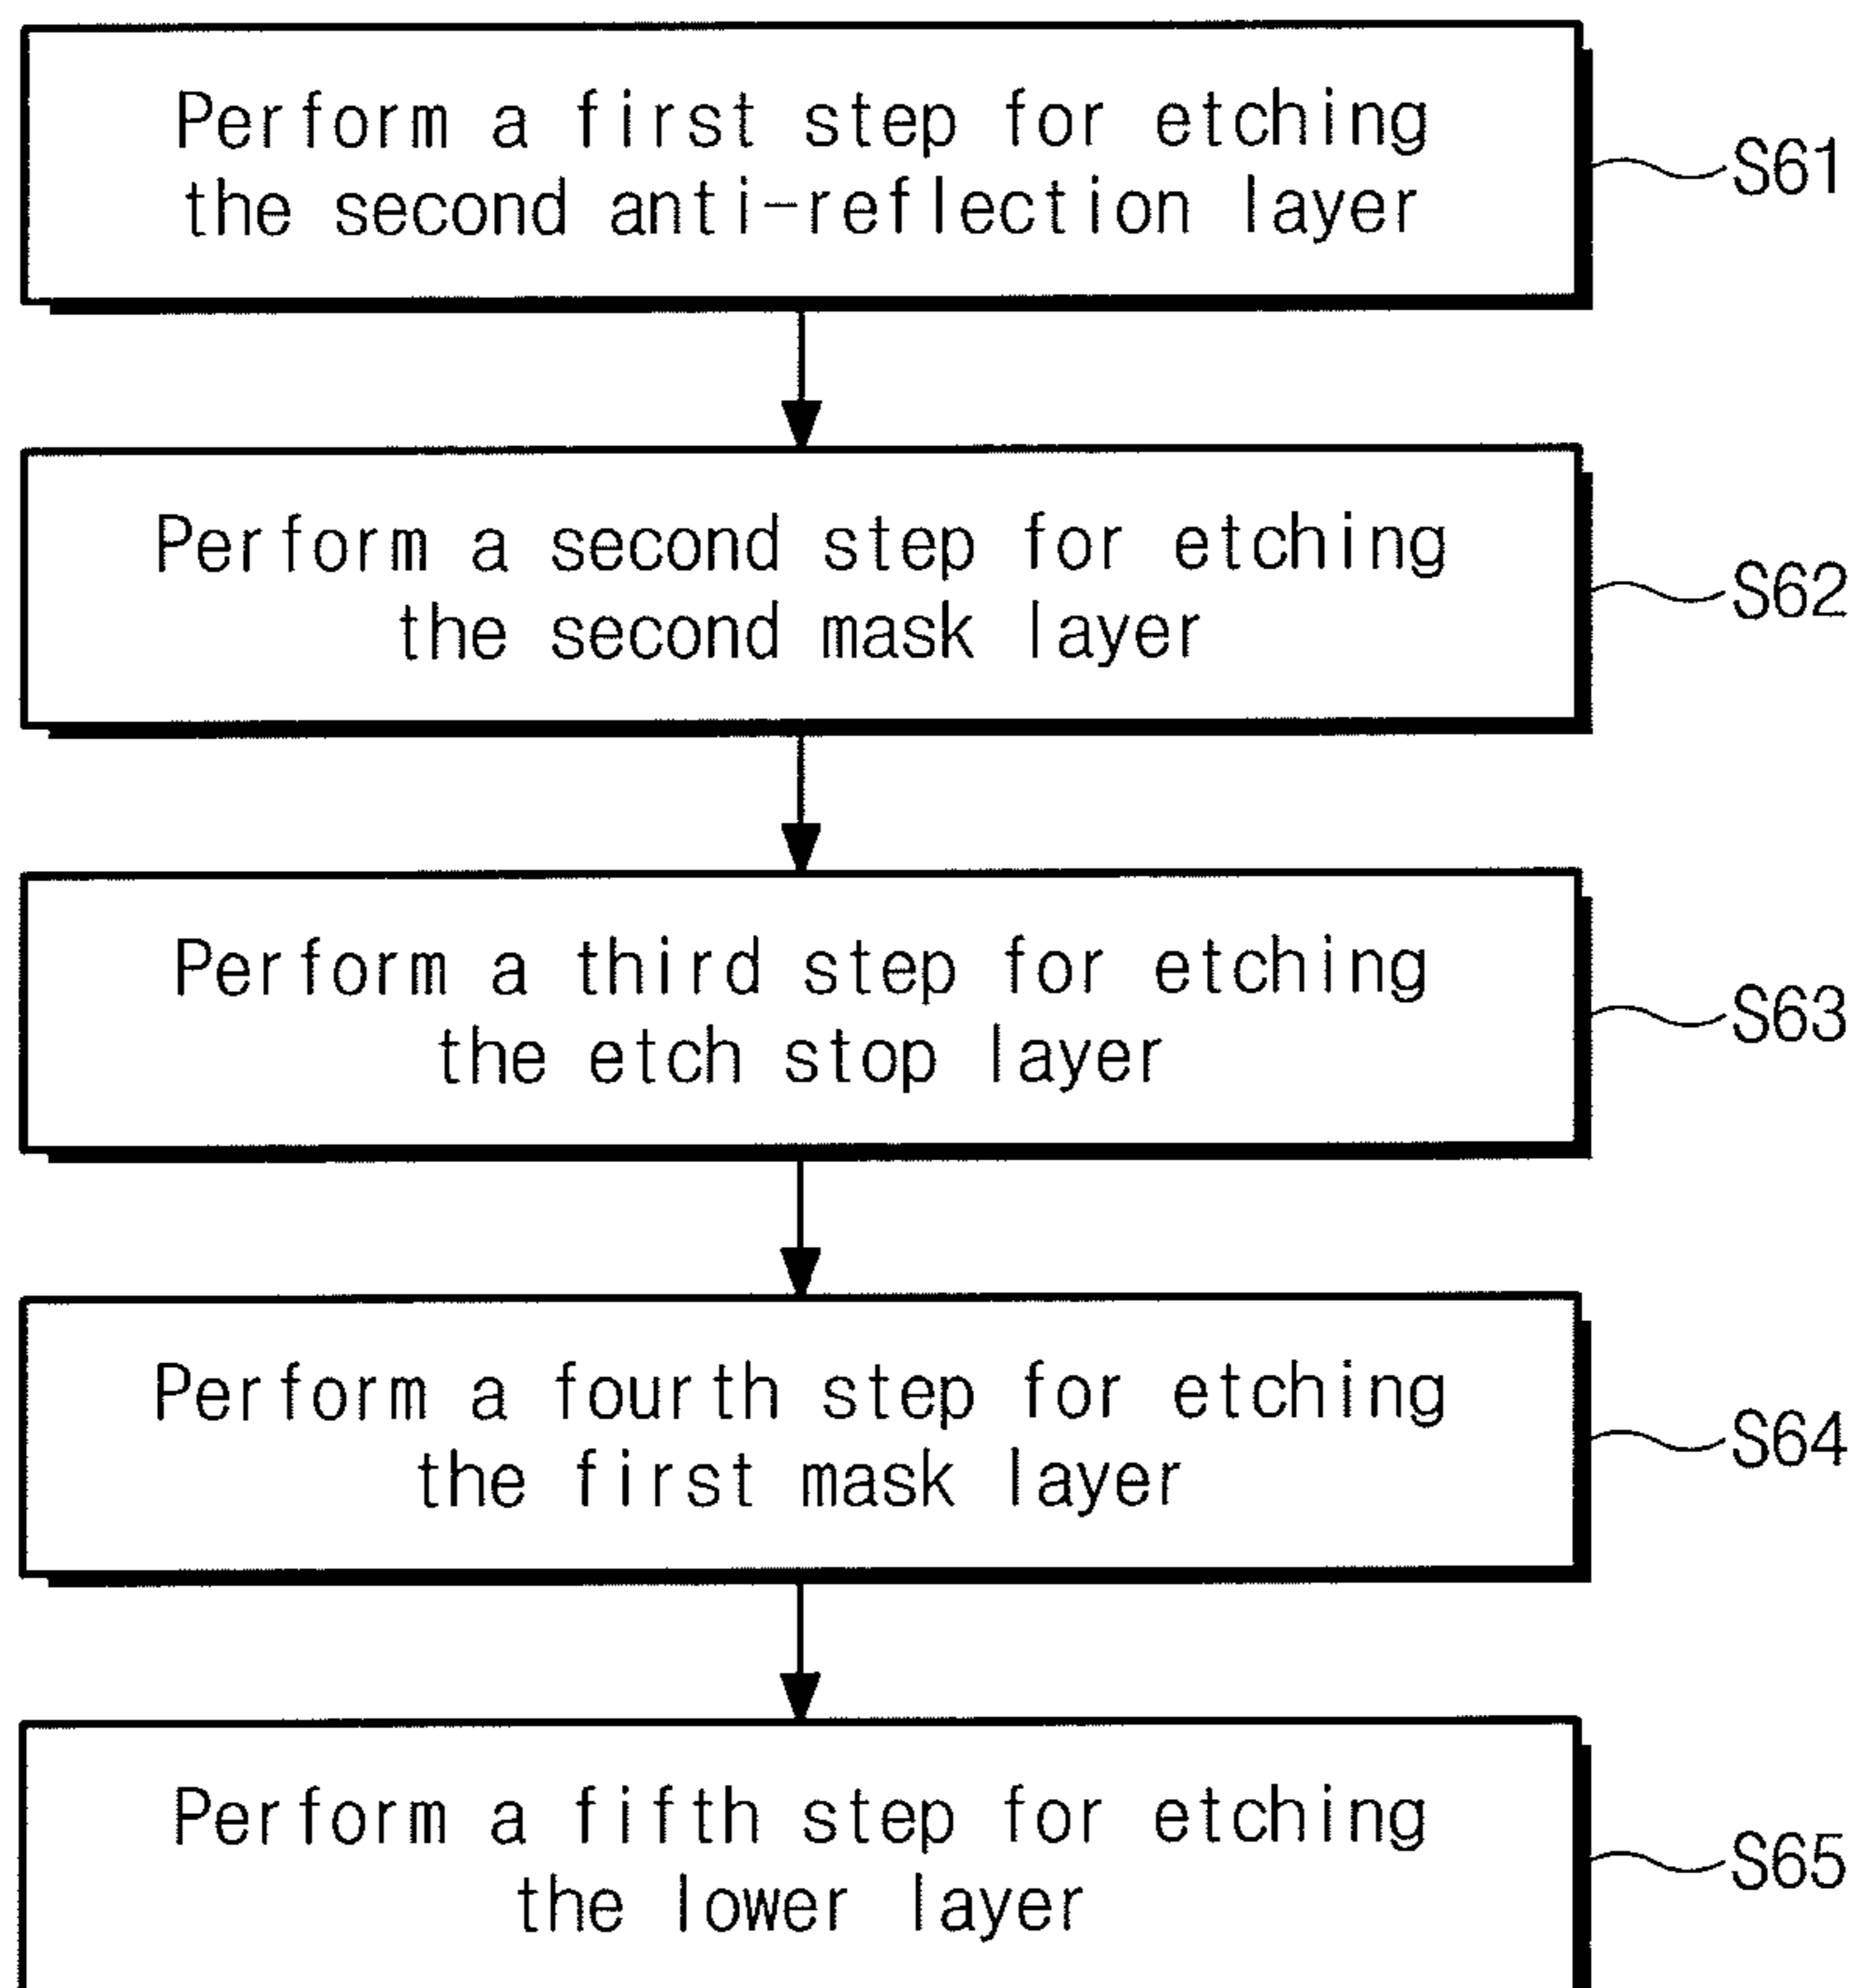 Perform a first step for etching
the second anti-reflection layer
S61
Perform a second step for etching
the second mask layer
S62
Perform a third step for etching
the etch stop layer
S63
Perform a fourth step for etching
the first mask layer
S64
Perform a fifth step for etching
the lower layer
S65